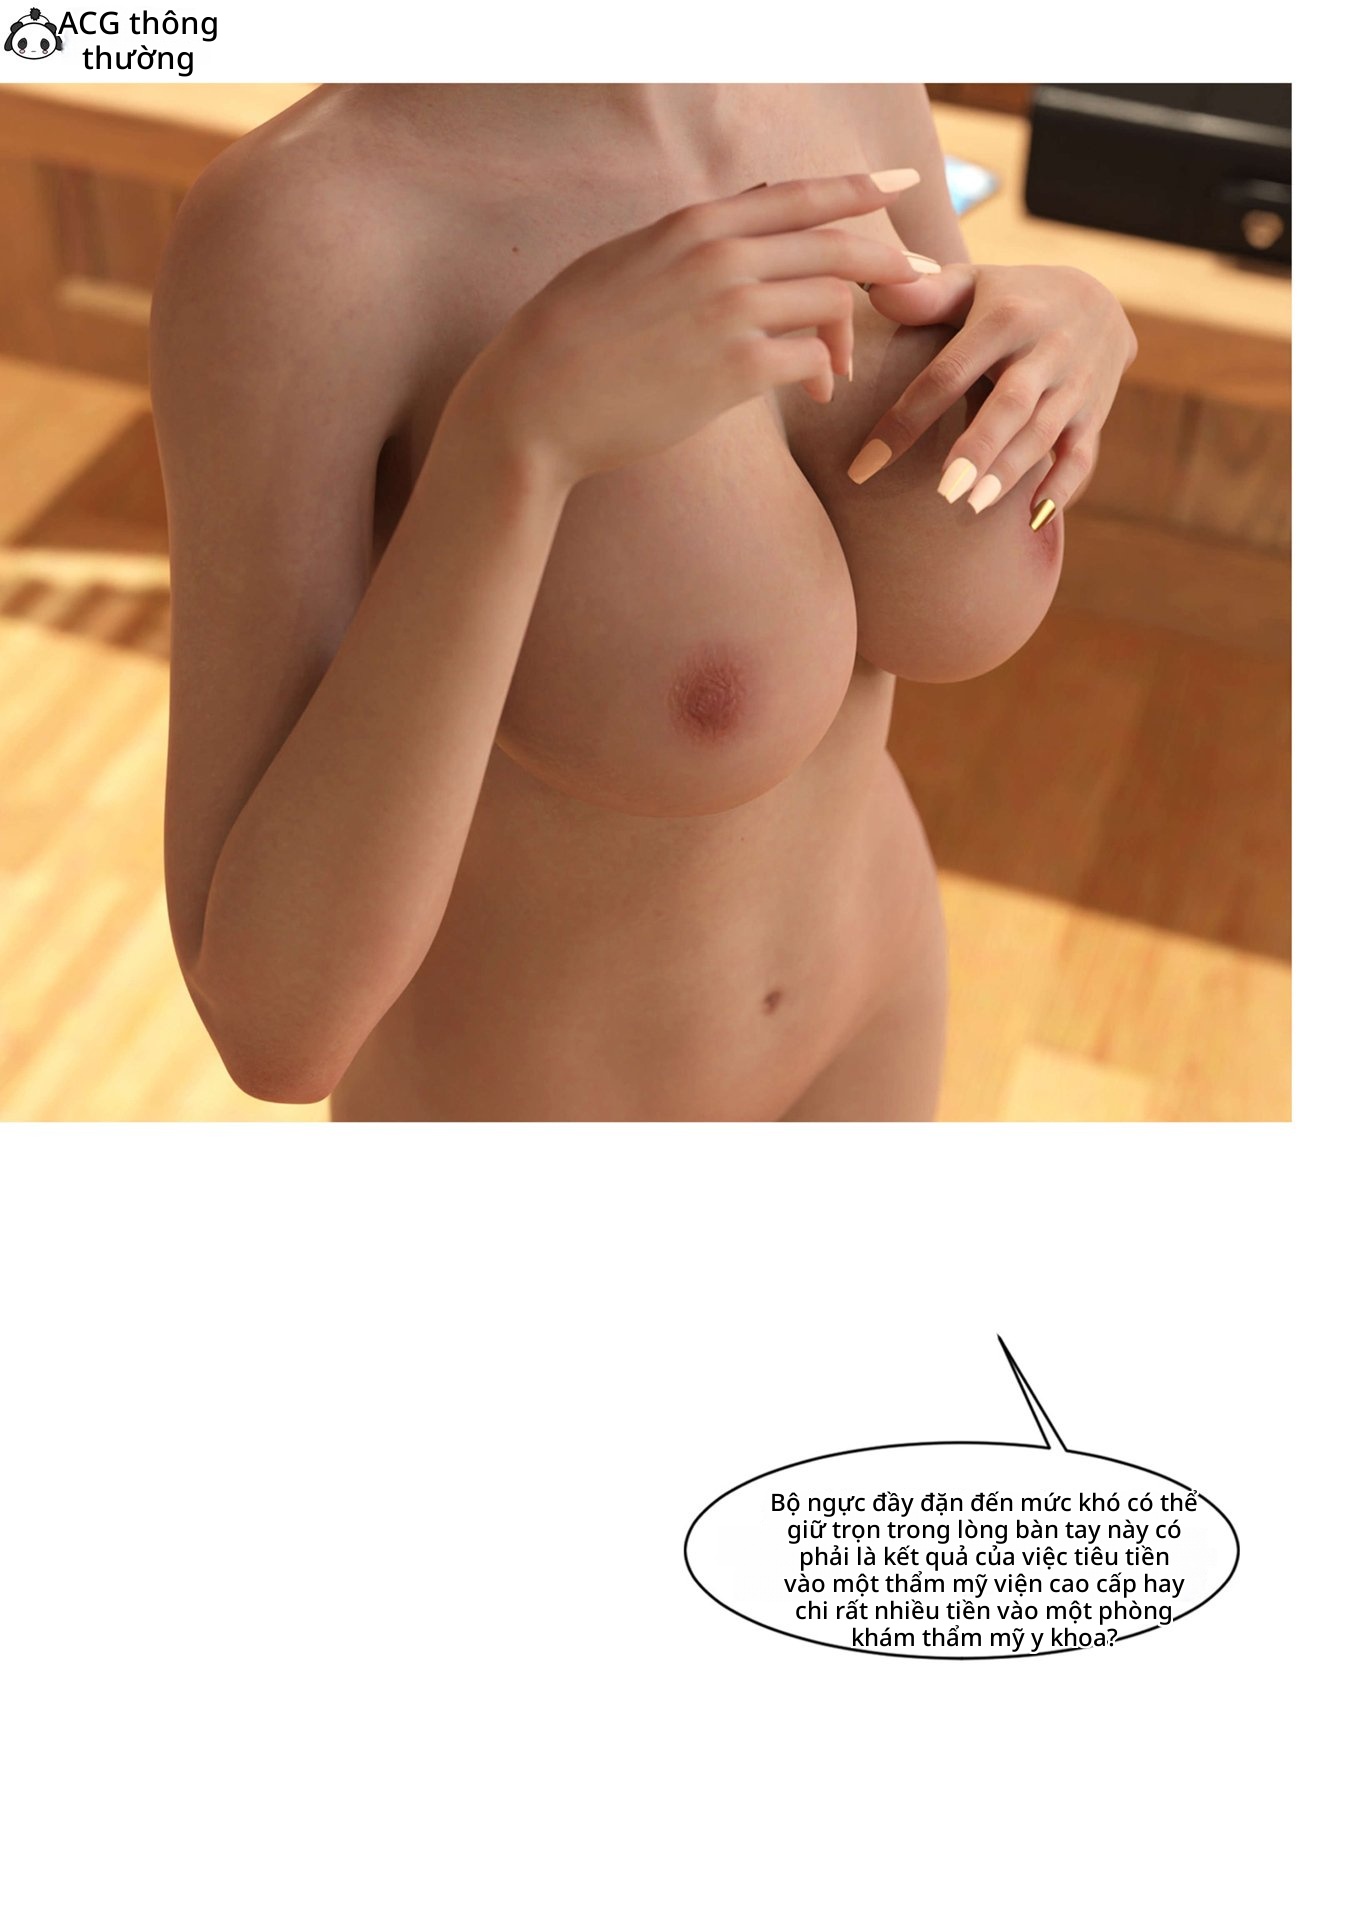 ACG thông
thường
Bộ ngực đầy đặn đến mức khó có thể
giữ trọn trong lòng bàn tay này có
phải là kết quả của việc tiêu tiền
vào một thẩm mỹ viện cao cấp hay
chi rất nhiều tiền vào một phòng
khám thẩm mỹ y khoa?